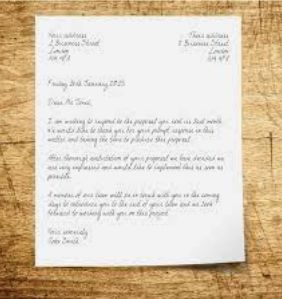 Your address
2 Business Street
London
Their address
Business Street
London
Friday January
Dear
I am writing to respond to the proposal you sent us last month
We would like to thank you for your prompt response in this
matter and taking the time to produce this proposal
After thorough of your proposal we have decided we
are very impressed and would like to implement this as soon as
possible.
A member of our team will be in touch with you in the coming
days to introduce you to the rest of your team and we look
forward to working with you on this project.
Yours sincerely
Smith